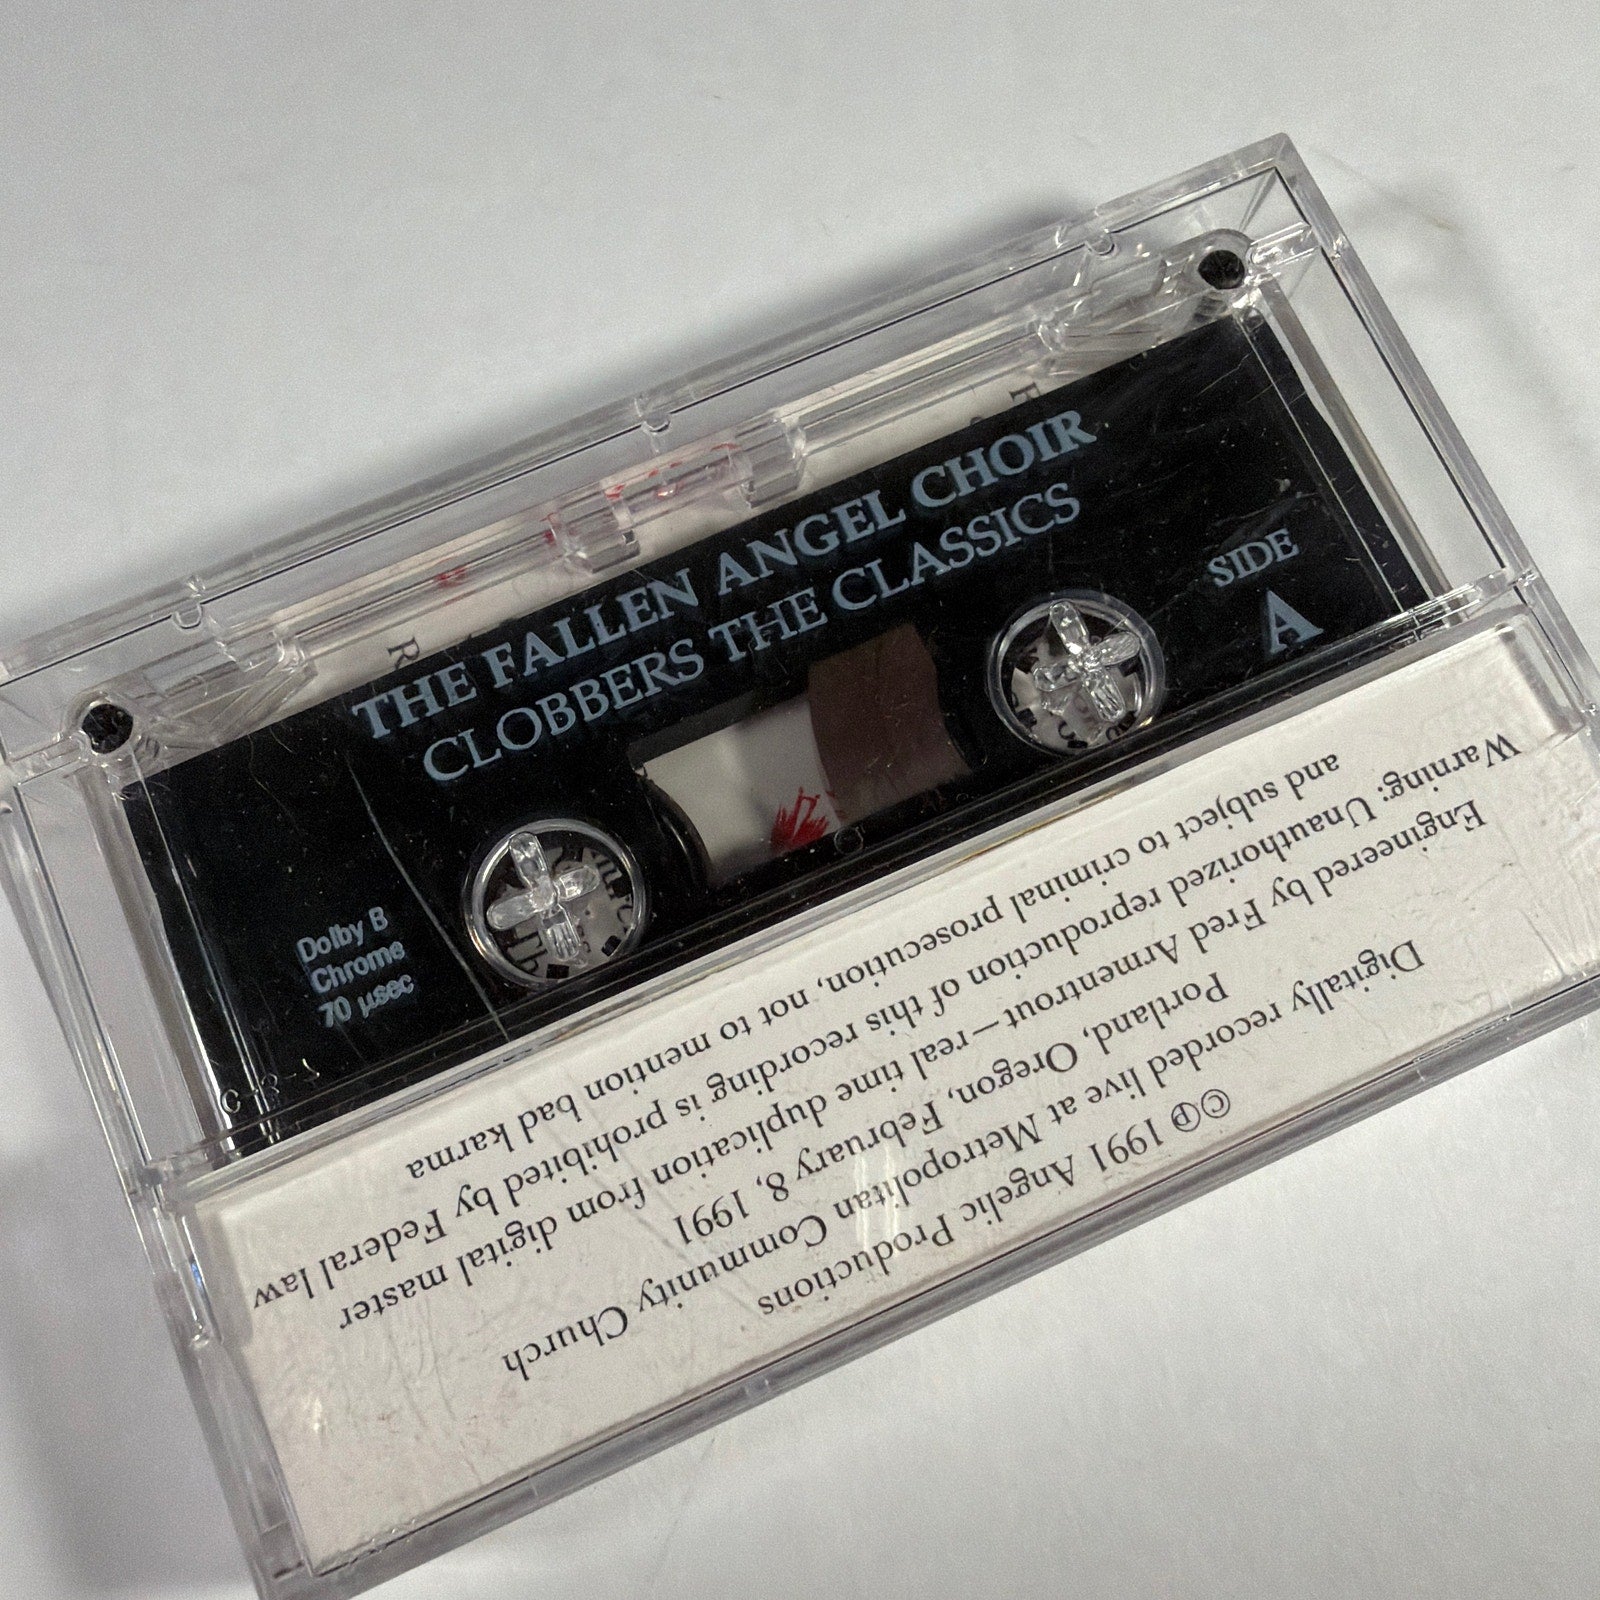 THE FALLEN ANGEL CHOIR
CLOBBERS THE CLASSICS
SIDE
A
Dolby B
Chrome
70 µsec
©℗ 1991 Angelic Productions
Digitally recorded live at Metropolitan Community Church
Portland, Oregon, February 8, 1991
Engineered by Fred Armentrout—real time duplication from digital master
Warning: Unauthorized reproduction of this recording is prohibited by Federal law
and subject to criminal prosecution, not to mention bad karma